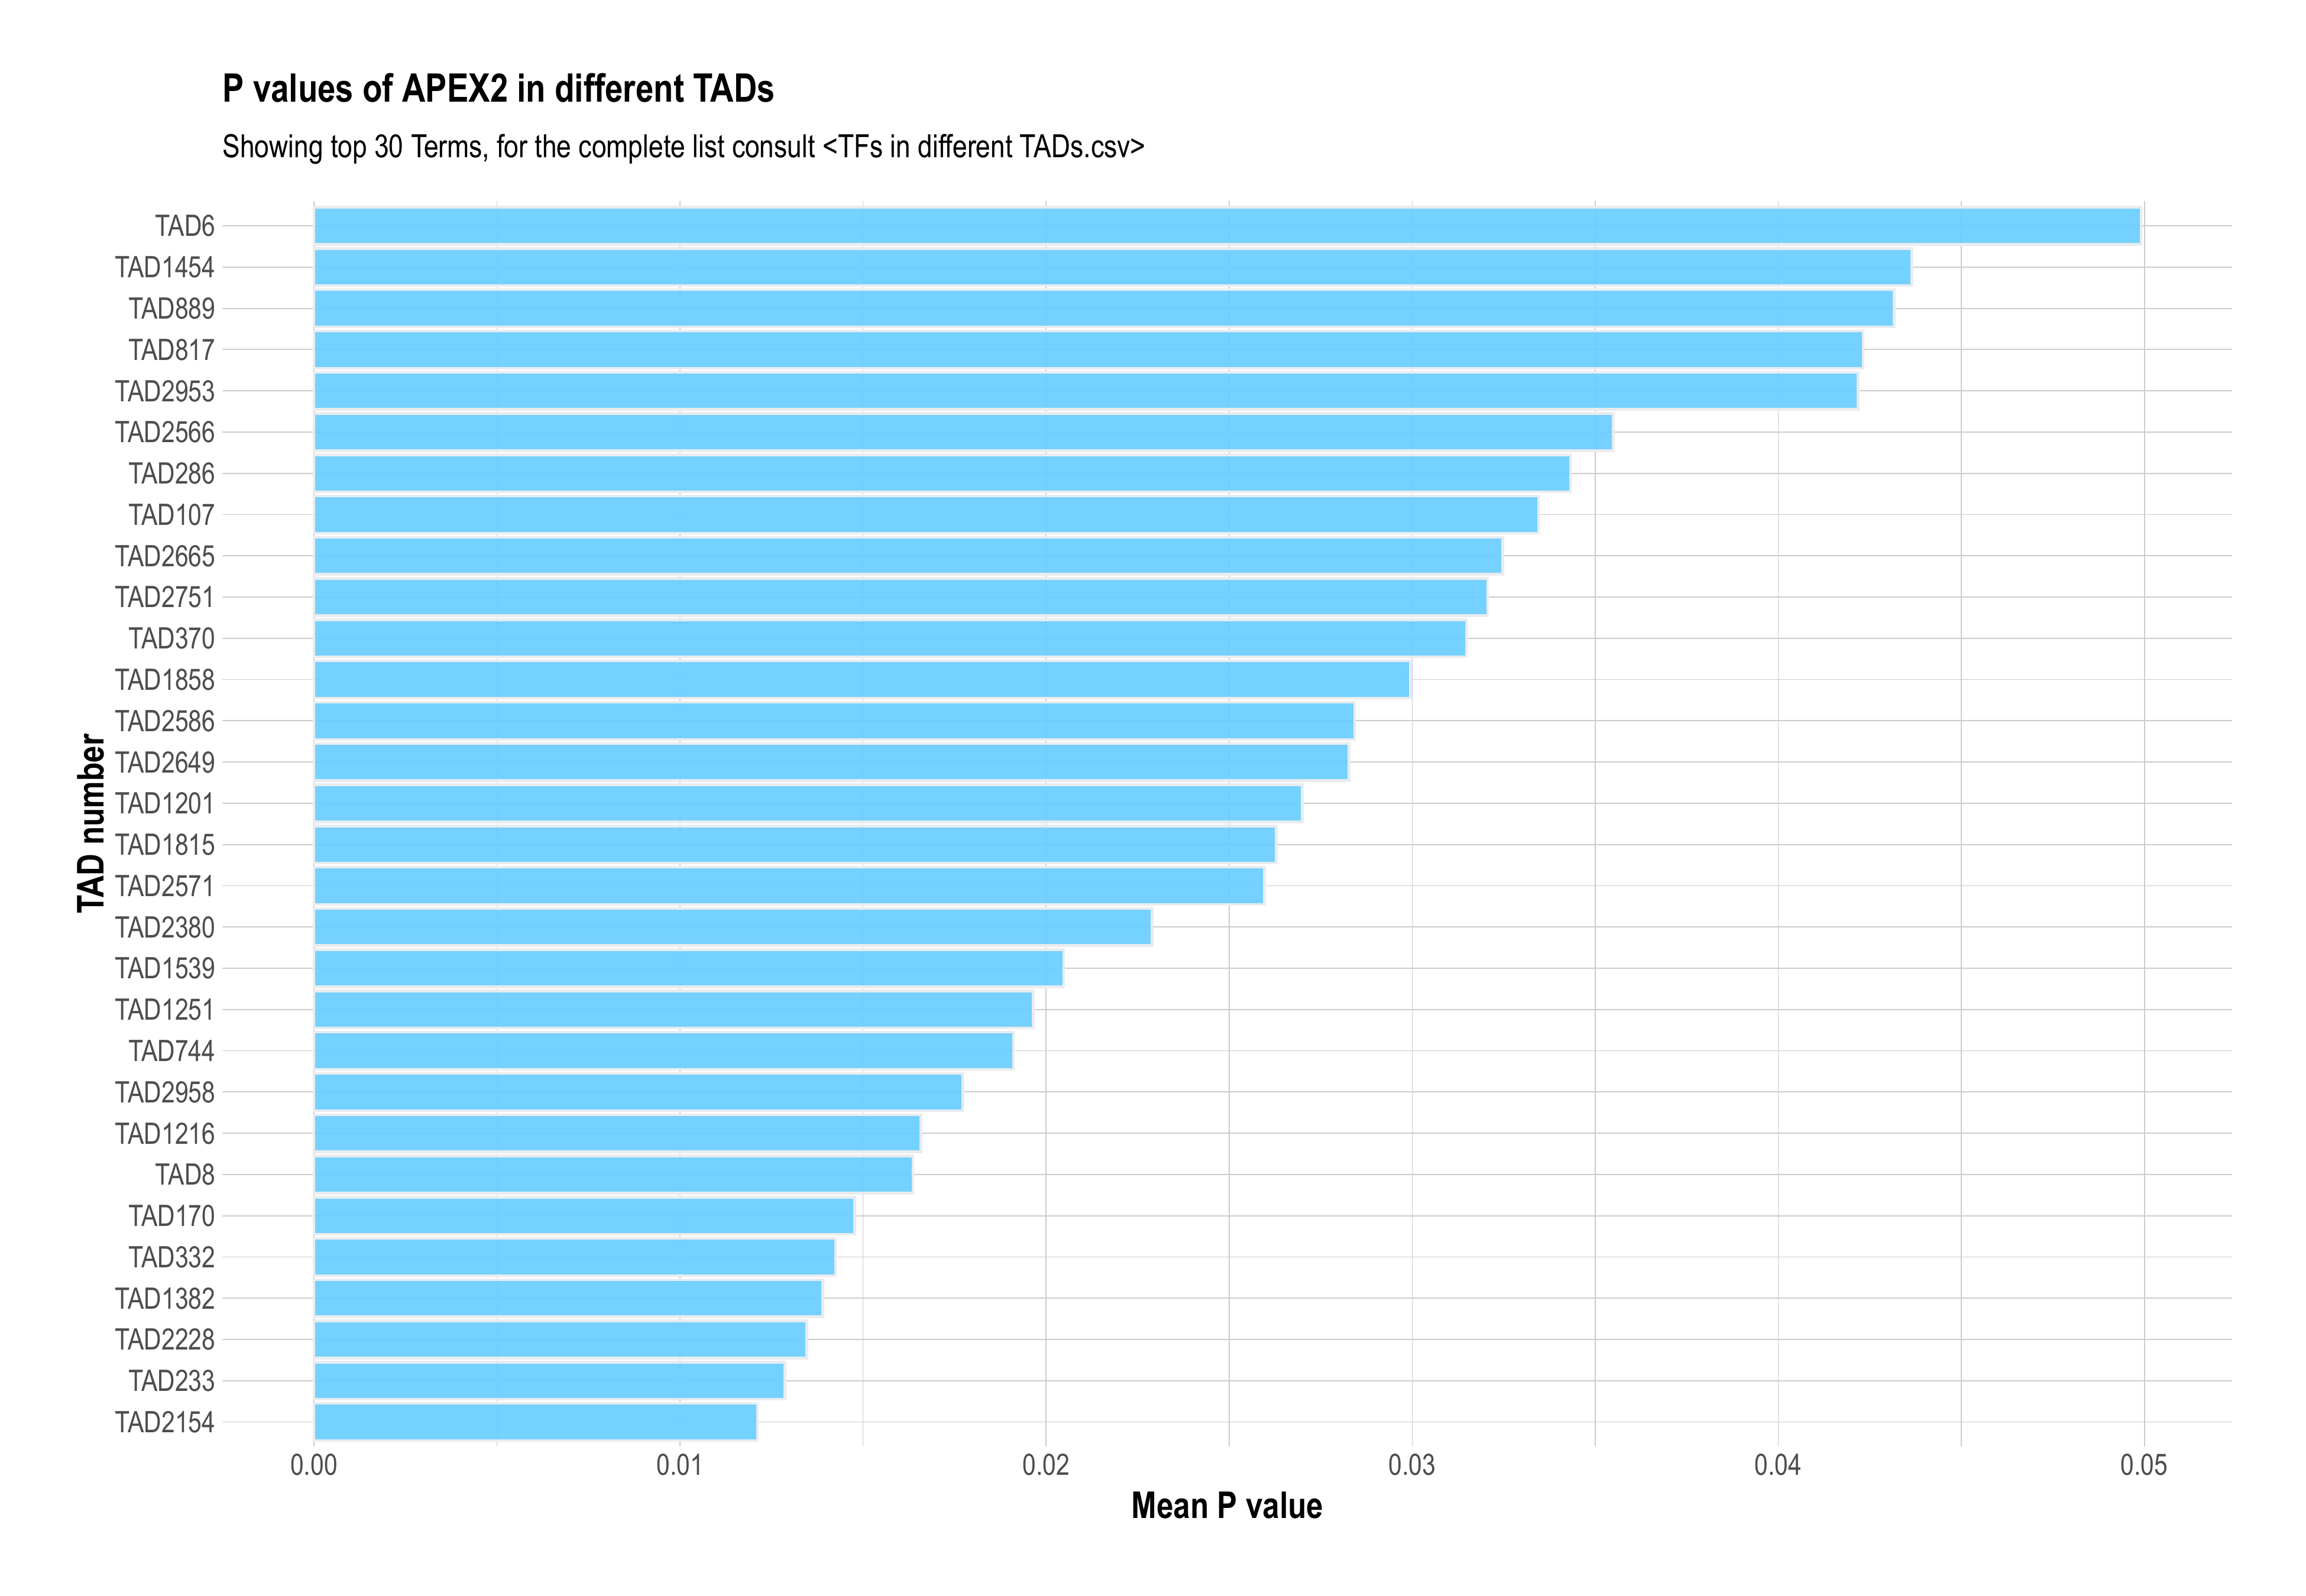 P values of APEX2 in different TADs
Showing top 30 Terms, for the complete list consult <TFs in different TADs.csv>
TAD number
TAD6
TAD1454
TAD889
TAD817
TAD2953
TAD2566
TAD286
TAD107
TAD2665
TAD2751
TAD370
TAD1858
TAD2586
TAD2649
TAD1201
TAD1815
TAD2571
TAD2380
TAD1539
TAD1251
TAD744
TAD2958
TAD1216
TAD8
TAD170
TAD332
TAD1382
TAD2228
TAD233
TAD2154
0.00 0.01 0.02 0.03 0.04 0.05
Mean P value